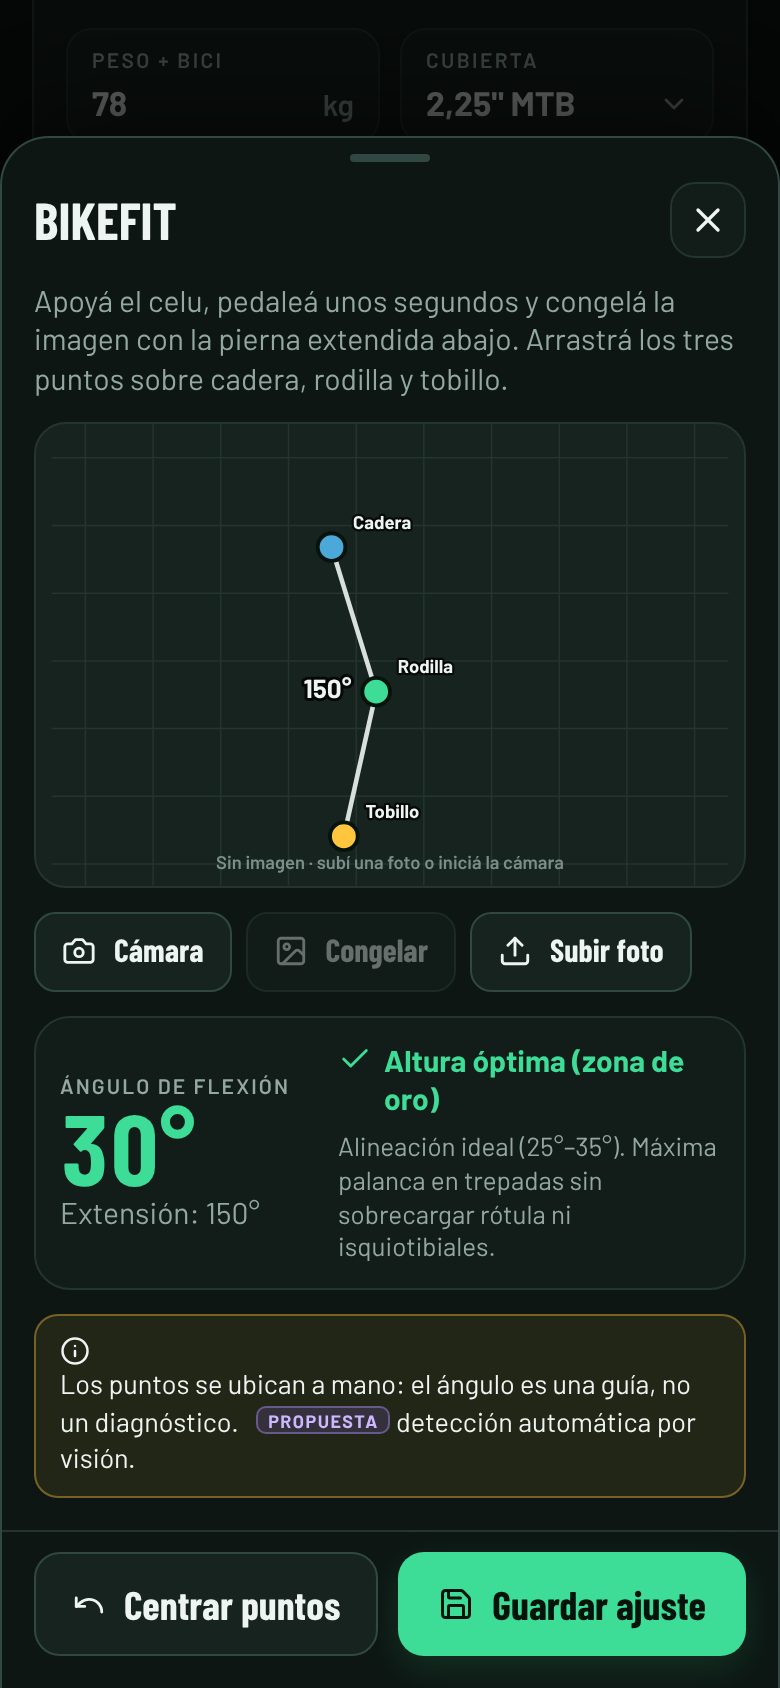 PESO + BICI
CUBIERTA
78 kg
2,25" MTB
BIKEFIT
Apoyá el celu, pedaleá unos segundos y congelá la
imagen con la pierna extendida abajo. Arrastrá los tres
puntos sobre cadera, rodilla y tobillo.
Cadera
Rodilla
150°
Tobillo
Sin imagen · subí una foto o iniciá la cámara
Cámara
Congelar
Subir foto
ÁNGULO DE FLEXIÓN
30°
Extensión: 150°
Altura óptima (zona de
oro)
Alineación ideal (25°–35°). Máxima
palanca en trepadas sin
sobrecargar rótula ni
isquiotibiales.
Los puntos se ubican a mano: el ángulo es una guía, no
un diagnóstico. PROPUESTA detección automática por
visión.
Centrar puntos
Guardar ajuste